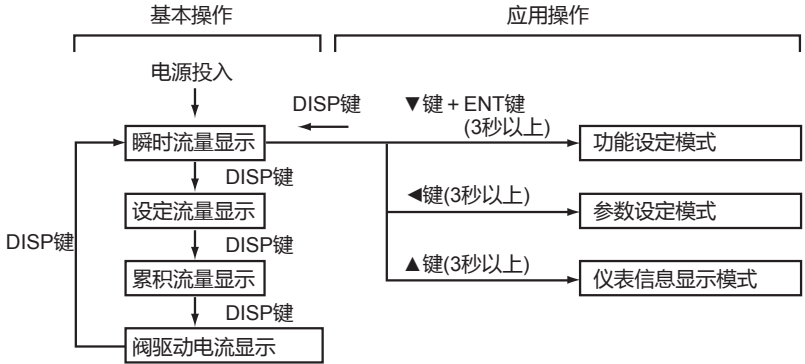 基本操作
应用操作
电源投入
DISP键
▼键 + ENT键
(3秒以上)
瞬时流量显示
功能设定模式
DISP键
◀键(3秒以上)
设定流量显示
参数设定模式
DISP键
DISP键
▲键(3秒以上)
累积流量显示
仪表信息显示模式
DISP键
阀驱动电流显示